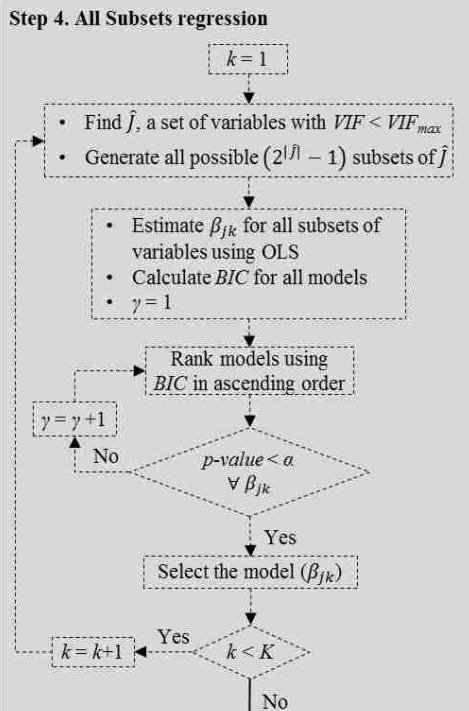 Step 4. All Subsets regression
k = 1
• Find Ĵ, a set of variables with VIF < VIFₘₐₓ
• Generate all possible (2^|Ĵ| − 1) subsets of Ĵ
• Estimate βⱼₖ for all subsets of
variables using OLS
• Calculate BIC for all models
• γ = 1
Rank models using
BIC in ascending order
γ = γ +1
No
p-value < α
∀ βⱼₖ
Yes
Select the model (βⱼₖ)
Yes
k = k+1
k < K
No